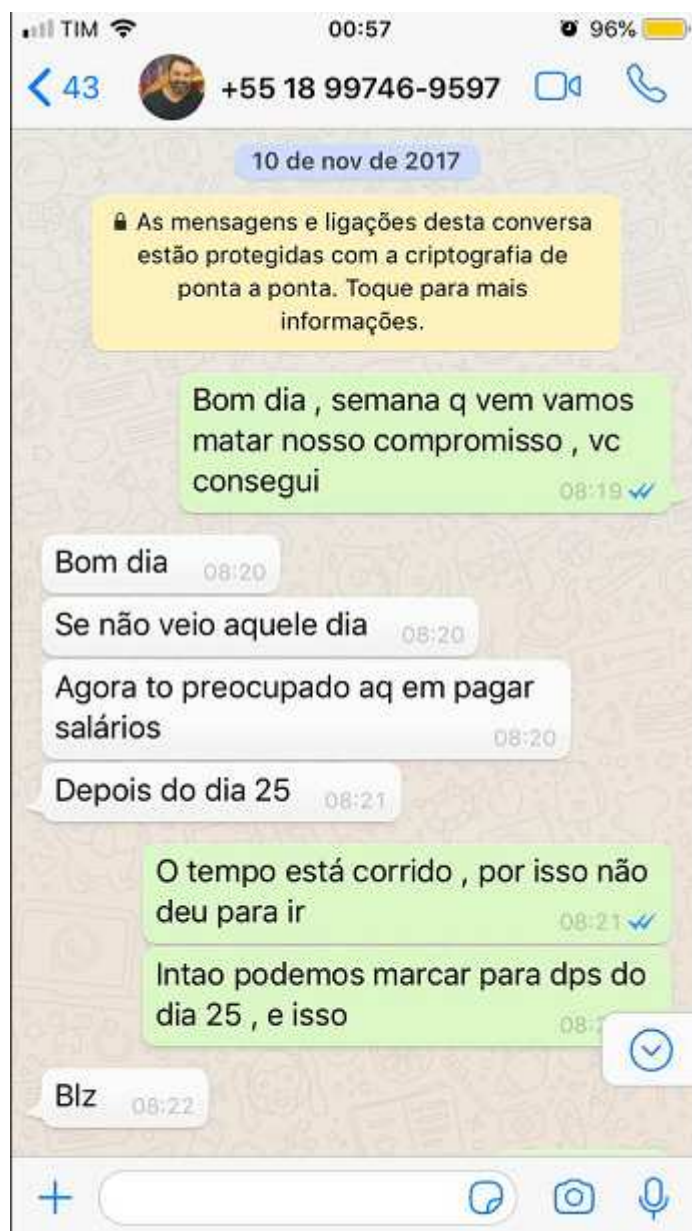 TIM 00:57 96%
43 +55 18 99746-9597
10 de nov de 2017
As mensagens e ligações desta conversa
estão protegidas com a criptografia de
ponta a ponta. Toque para mais
informações.
Bom dia , semana q vem vamos
matar nosso compromisso , vc
consegui 08:19
Bom dia 08:20
Se não veio aquele dia 08:20
Agora to preocupado aq em pagar
salários 08:20
Depois do dia 25 08:21
O tempo está corrido , por isso não
deu para ir 08:21
Intao podemos marcar para dps do
dia 25 , e isso
Blz 08:22